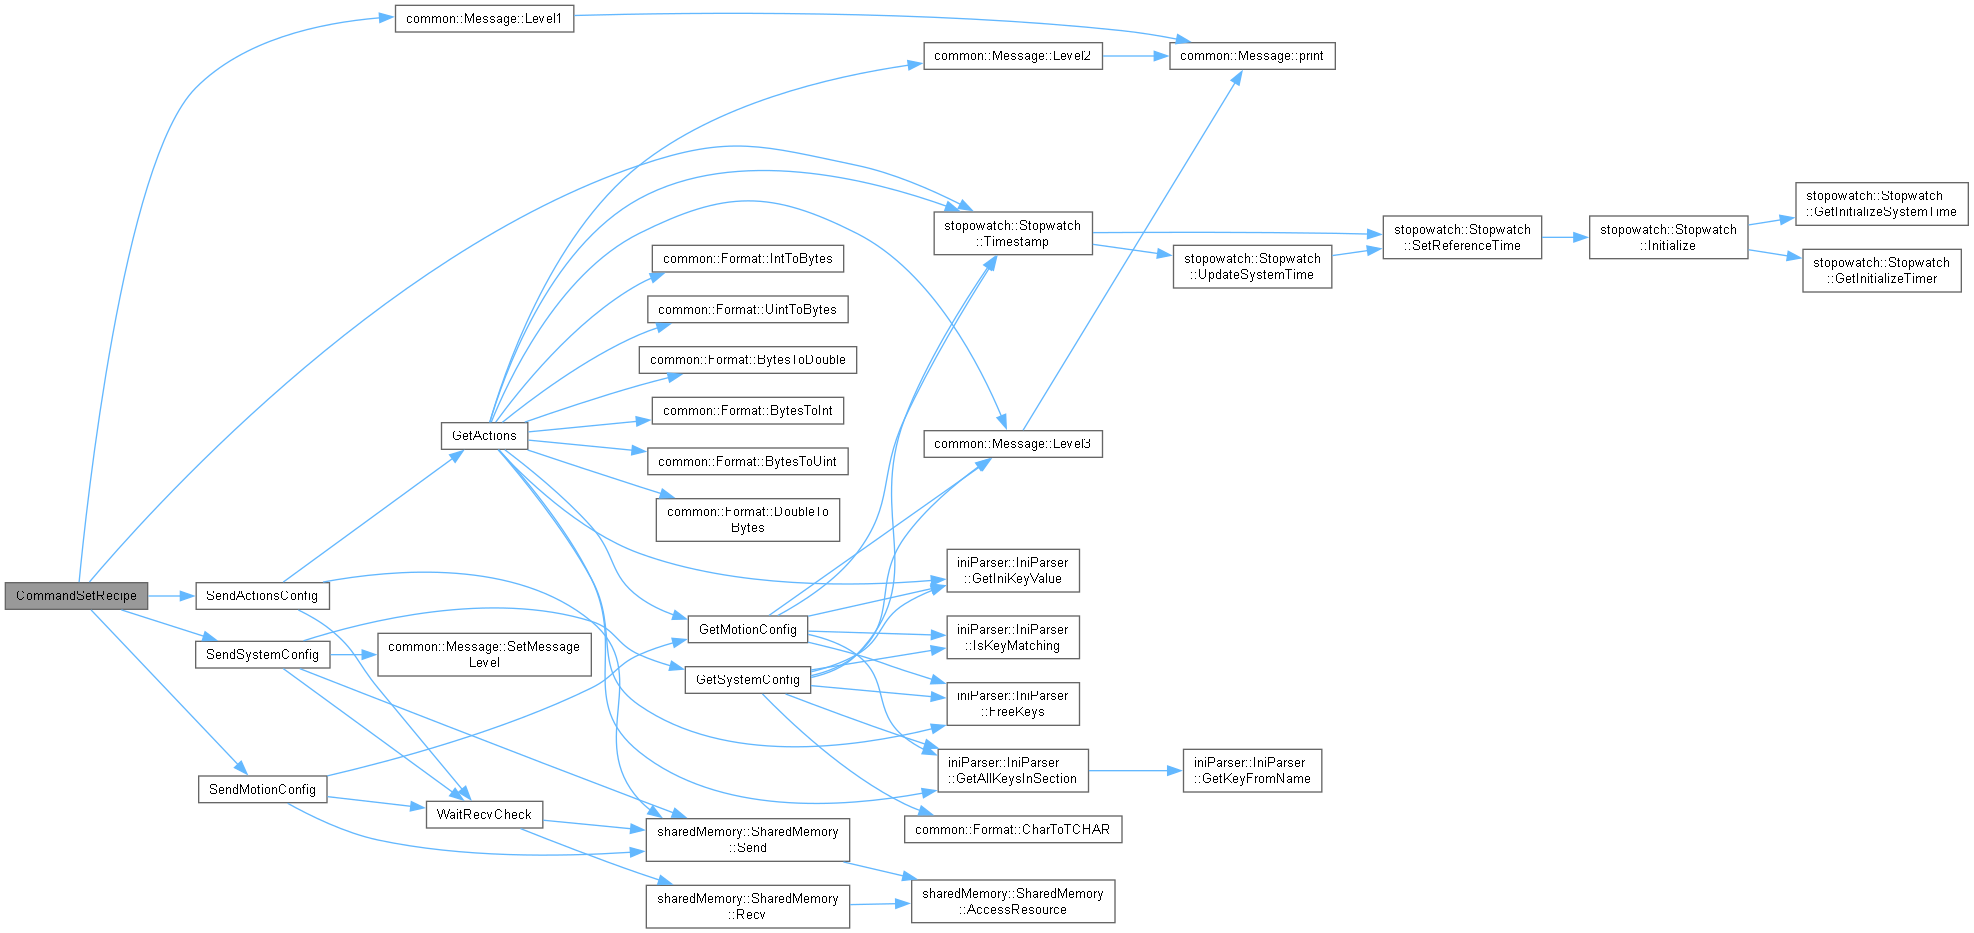 common::Message::Level1
common::Message::Level2
common::Message::print
stopowatch::Stopwatch
::GetInitializeSystemTime
stopowatch::Stopwatch
::Timestamp
stopowatch::Stopwatch
::SetReferenceTime
stopowatch::Stopwatch
::Initialize
common::Format::IntToBytes
stopowatch::Stopwatch
::UpdateSystemTime
stopowatch::Stopwatch
::GetInitializeTimer
common::Format::UintToBytes
common::Format::BytesToDouble
common::Format::BytesToInt
GetActions
common::Message::Level3
common::Format::BytesToUint
common::Format::DoubleTo
Bytes
iniParser::IniParser
::GetIniKeyValue
CommandSetRecipe
SendActionsConfig
GetMotionConfig
iniParser::IniParser
::IsKeyMatching
SendSystemConfig
common::Message::SetMessage
Level
GetSystemConfig
iniParser::IniParser
::FreeKeys
iniParser::IniParser
::GetAllKeysInSection
iniParser::IniParser
::GetKeyFromName
SendMotionConfig
WaitRecvCheck
sharedMemory::SharedMemory
::Send
common::Format::CharToTCHAR
sharedMemory::SharedMemory
::Recv
sharedMemory::SharedMemory
::AccessResource